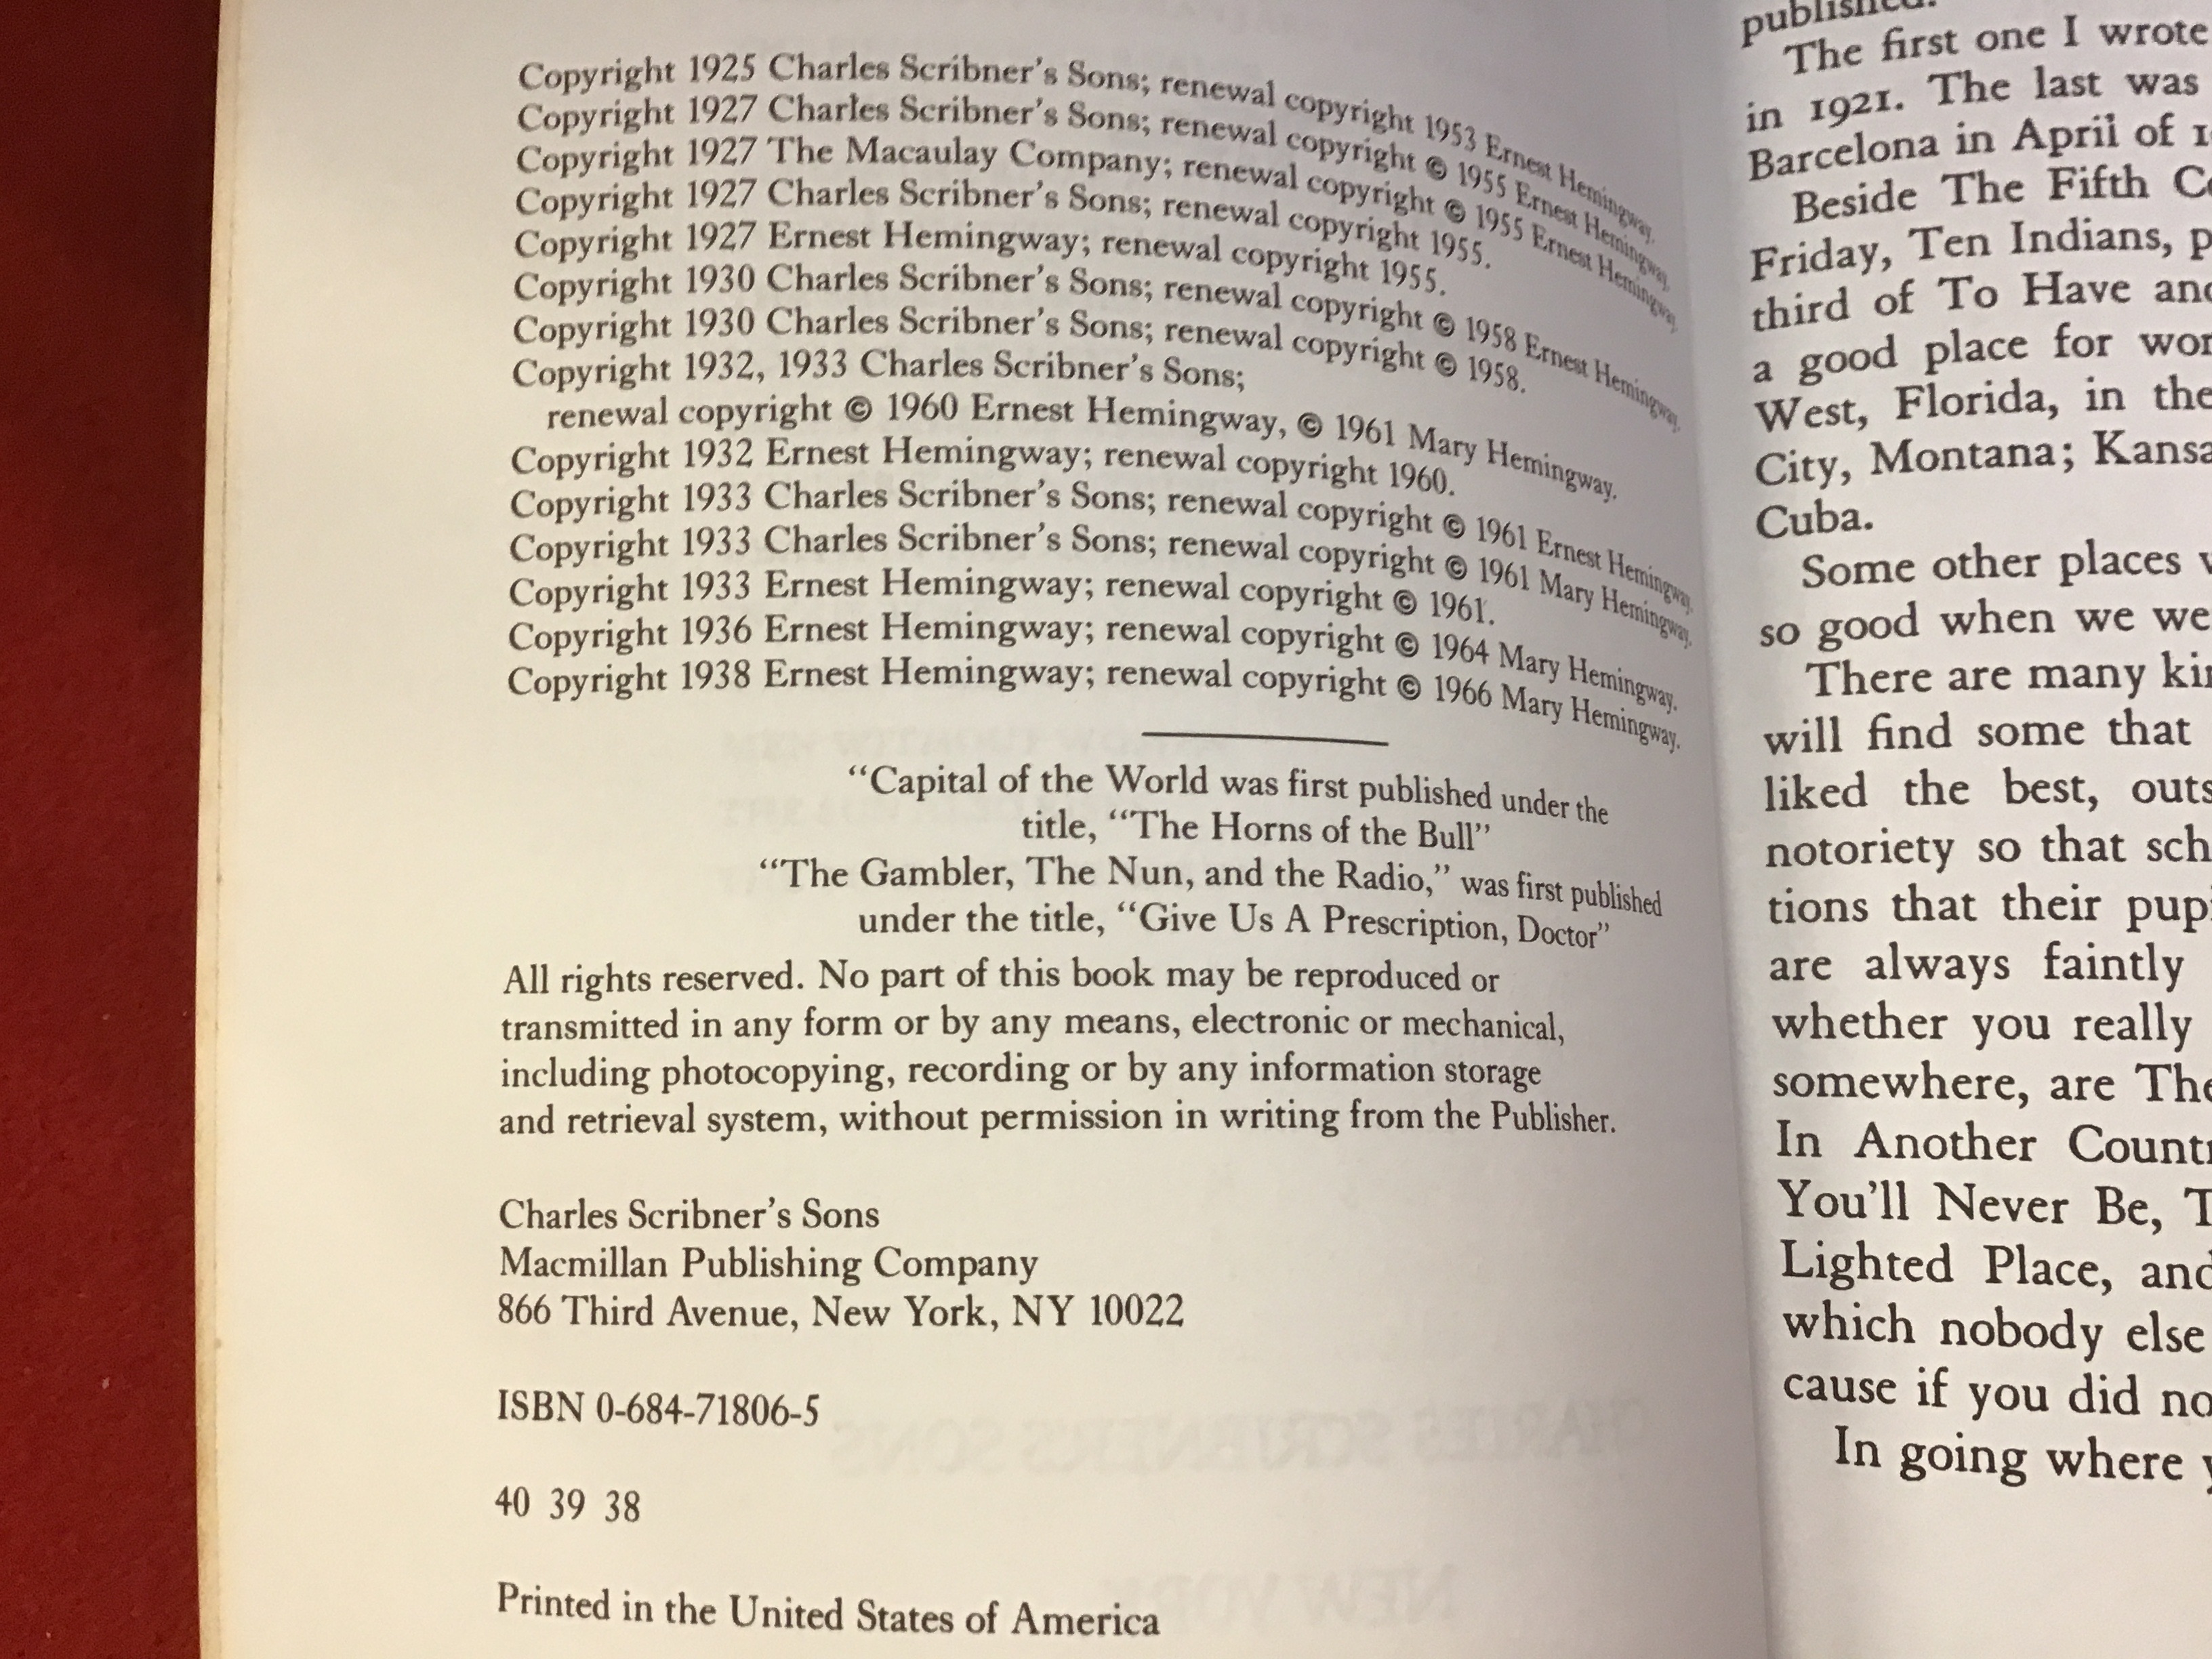 Copyright 1925 Charles Scribner's Sons; renewal copyright 1953 Ernest Hemingway.
Copyright 1927 Charles Scribner's Sons; renewal copyright © 1955 Ernest Hemingway.
Copyright 1927 The Macaulay Company; renewal copyright © 1955 Ernest Hemingway.
Copyright 1927 Charles Scribner's Sons; renewal copyright 1955.
Copyright 1927 Ernest Hemingway; renewal copyright 1955.
Copyright 1930 Charles Scribner's Sons; renewal copyright © 1958 Ernest Hemingway.
Copyright 1930 Charles Scribner's Sons; renewal copyright © 1958.
Copyright 1932, 1933 Charles Scribner's Sons;
renewal copyright © 1960 Ernest Hemingway, © 1961 Mary Hemingway.
Copyright 1932 Ernest Hemingway; renewal copyright 1960.
Copyright 1933 Charles Scribner's Sons; renewal copyright © 1961 Ernest Hemingway.
Copyright 1933 Charles Scribner's Sons; renewal copyright © 1961 Mary Hemingway.
Copyright 1933 Ernest Hemingway; renewal copyright © 1961.
Copyright 1936 Ernest Hemingway; renewal copyright © 1964 Mary Hemingway.
Copyright 1938 Ernest Hemingway; renewal copyright © 1966 Mary Hemingway.
"Capital of the World was first published under the
title, "The Horns of the Bull"
"The Gambler, The Nun, and the Radio," was first published
under the title, "Give Us A Prescription, Doctor"
All rights reserved. No part of this book may be reproduced or
transmitted in any form or by any means, electronic or mechanical,
including photocopying, recording or by any information storage
and retrieval system, without permission in writing from the Publisher.
Charles Scribner's Sons
Macmillan Publishing Company
866 Third Avenue, New York, NY 10022
ISBN 0-684-71806-5
40 39 38
Printed in the United States of America
published.
The first one I wrote
in 1921. The last was
Barcelona in April of
Beside The Fifth
Friday, Ten Indians,
third of To Have
a good place for
West, Florida, in the
City, Montana;
Cuba.
Some other places
so good when we
There are many
will find some that
liked the best,
notoriety so that
tions that their
are always faintly
whether you really
somewhere, are
In Another
You'll Never Be,
Lighted Place,
which nobody else
cause if you did
In going where